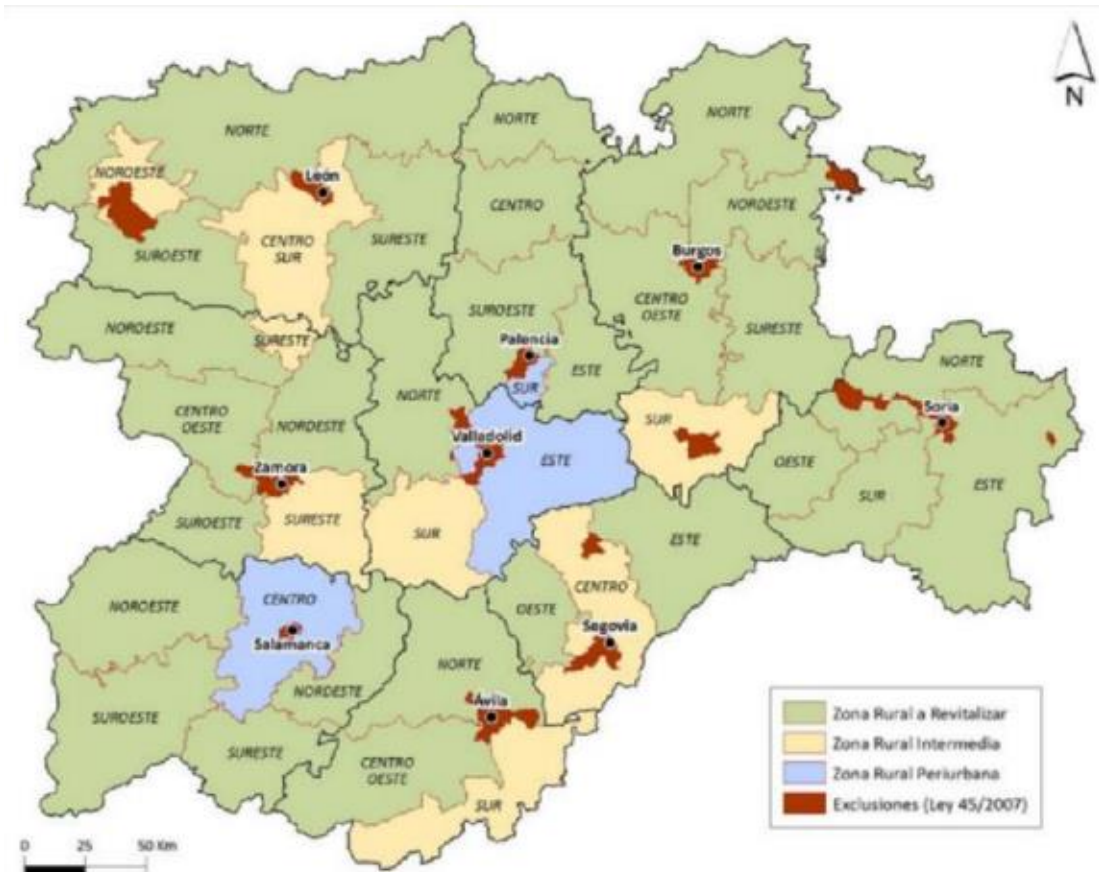 N
NORTE
NORTE
NORTE
NOROESTE
León
CENTRO
NORDESTE
SUROESTE
CENTRO
SUR
SURESTE
Burgos
NOROESTE
SURESTE
SUROESTE
Palencia
SUR
ESTE
CENTRO
OESTE
SURESTE
NORTE
CENTRO
OESTE
NORDESTE
NORTE
Valladolid
ESTE
SUR
Soria
OESTE
SUR
ESTE
Zamora
SUROESTE
SURESTE
SUR
ESTE
NOROESTE
CENTRO
Salamanca
OESTE
CENTRO
Segovia
SUROESTE
NORDESTE
NORTE
Ávila
SURESTE
CENTRO
OESTE
SUR
Zona Rural a Revitalizar
Zona Rural Intermedia
Zona Rural Periurbana
Exclusiones (Ley 45/2007)
0 25 50 Km